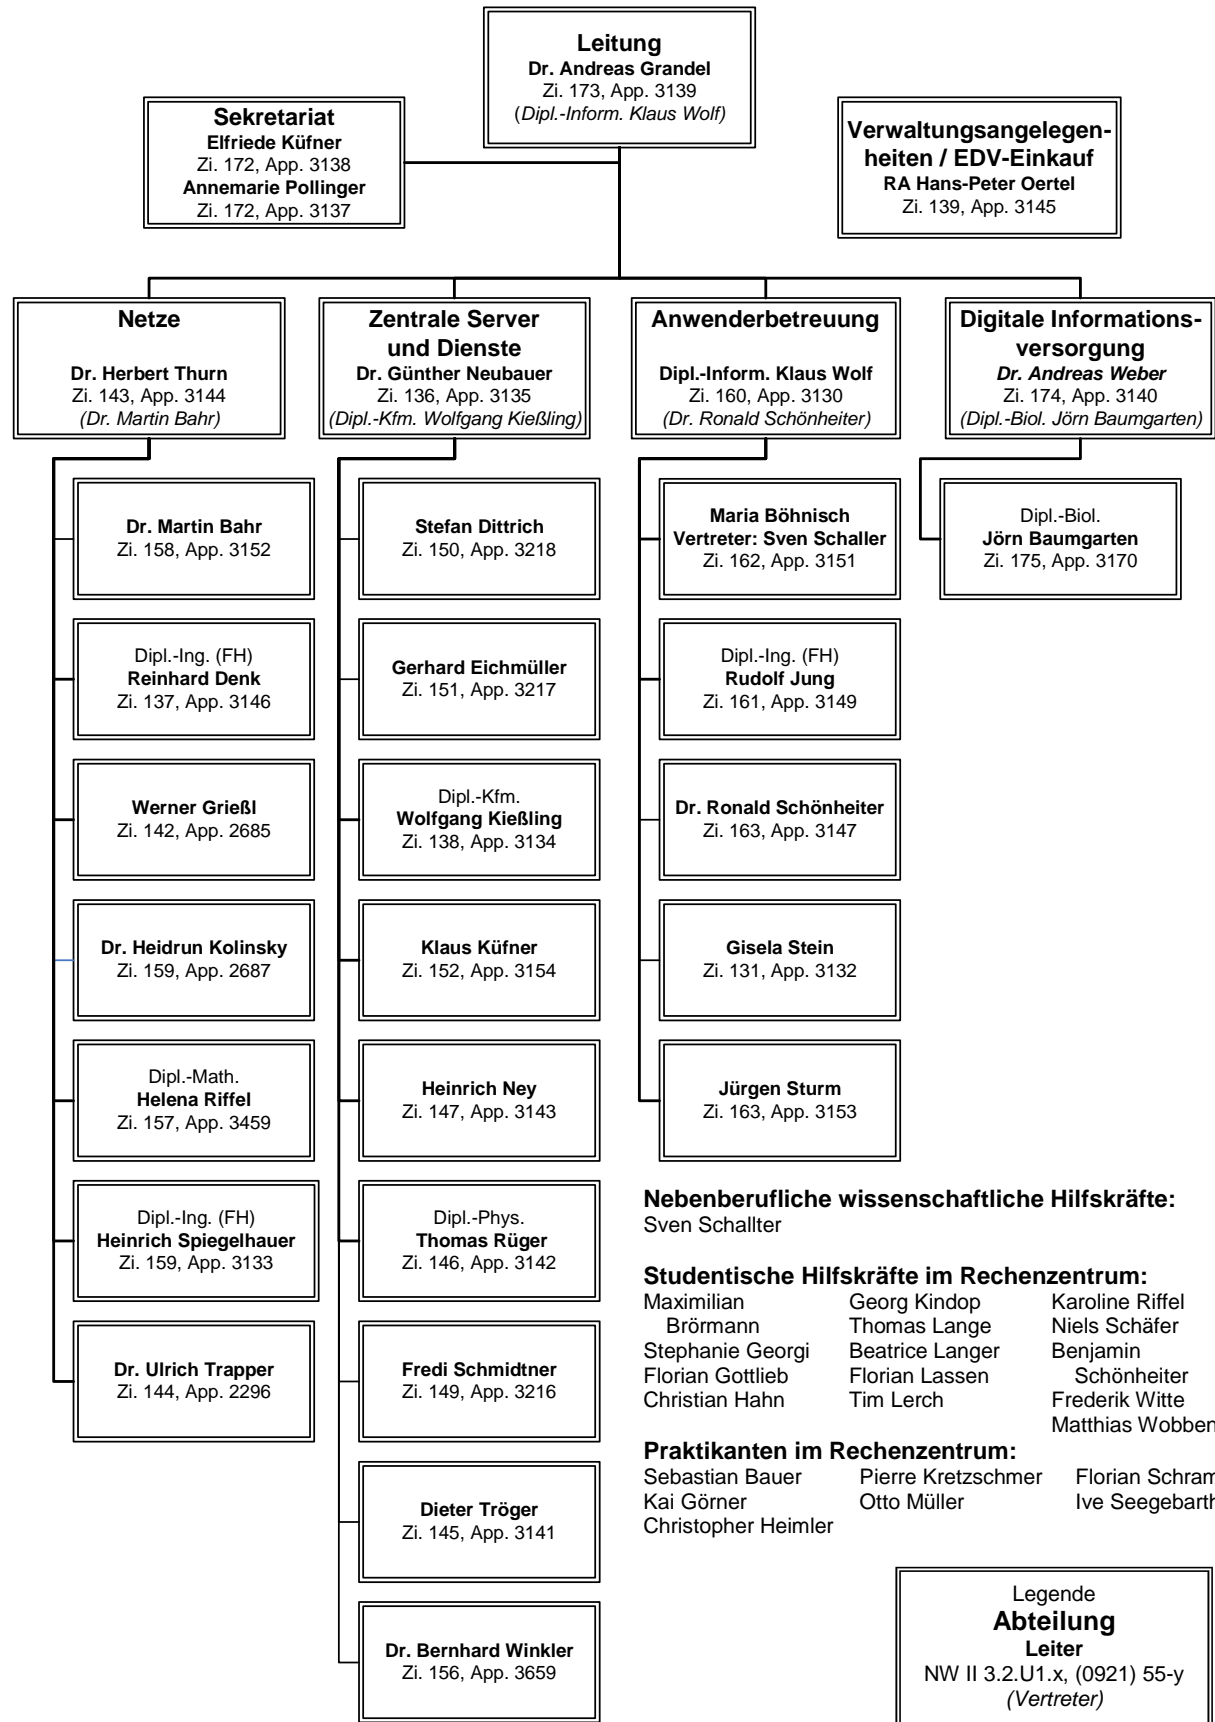 Leitung
Dr. Andreas Grandel
Zi. 173, App. 3139
(Dipl.-Inform. Klaus Wolf)
Sekretariat
Elfriede Küfner
Zi. 172, App. 3138
Annemarie Pollinger
Zi. 172, App. 3137
Verwaltungsangelegen-
heiten / EDV-Einkauf
RA Hans-Peter Oertel
Zi. 139, App. 3145
Netze
Dr. Herbert Thurn
Zi. 143, App. 3144
(Dr. Martin Bahr)
Zentrale Server
und Dienste
Dr. Günther Neubauer
Zi. 136, App. 3135
(Dipl.-Kfm. Wolfgang Kießling)
Anwenderbetreuung
Dipl.-Inform. Klaus Wolf
Zi. 160, App. 3130
(Dr. Ronald Schönheiter)
Digitale Informations-
versorgung
Dr. Andreas Weber
Zi. 174, App. 3140
(Dipl.-Biol. Jörn Baumgarten)
Dr. Martin Bahr
Zi. 158, App. 3152
Dipl.-Ing. (FH)
Reinhard Denk
Zi. 137, App. 3146
Werner Grießl
Zi. 142, App. 2685
Dr. Heidrun Kolinsky
Zi. 159, App. 2687
Dipl.-Math.
Helena Riffel
Zi. 157, App. 3459
Dipl.-Ing. (FH)
Heinrich Spiegelhauer
Zi. 159, App. 3133
Dr. Ulrich Trapper
Zi. 144, App. 2296
Stefan Dittrich
Zi. 150, App. 3218
Gerhard Eichmüller
Zi. 151, App. 3217
Dipl.-Kfm.
Wolfgang Kießling
Zi. 138, App. 3134
Klaus Küfner
Zi. 152, App. 3154
Heinrich Ney
Zi. 147, App. 3143
Dipl.-Phys.
Thomas Rüger
Zi. 146, App. 3142
Fredi Schmidtner
Zi. 149, App. 3216
Dieter Tröger
Zi. 145, App. 3141
Dr. Bernhard Winkler
Zi. 156, App. 3659
Maria Böhnisch
Vertreter: Sven Schaller
Zi. 162, App. 3151
Dipl.-Ing. (FH)
Rudolf Jung
Zi. 161, App. 3149
Dr. Ronald Schönheiter
Zi. 163, App. 3147
Gisela Stein
Zi. 131, App. 3132
Jürgen Sturm
Zi. 163, App. 3153
Dipl.-Biol.
Jörn Baumgarten
Zi. 175, App. 3170
Nebenberufliche wissenschaftliche Hilfskräfte:
Sven Schallter
Studentische Hilfskräfte im Rechenzentrum:
Maximilian
Brörmann
Stephanie Georgi
Florian Gottlieb
Christian Hahn
Georg Kindop
Thomas Lange
Beatrice Langer
Florian Lassen
Tim Lerch
Karoline Riffel
Niels Schäfer
Benjamin
Schönheiter
Frederik Witte
Matthias Wobben
Praktikanten im Rechenzentrum:
Sebastian Bauer
Kai Görner
Christopher Heimler
Pierre Kretzschmer
Otto Müller
Florian Schram
Ive Seegebarth
Legende
Abteilung
Leiter
NW II 3.2.U1.x, (0921) 55-y
(Vertreter)